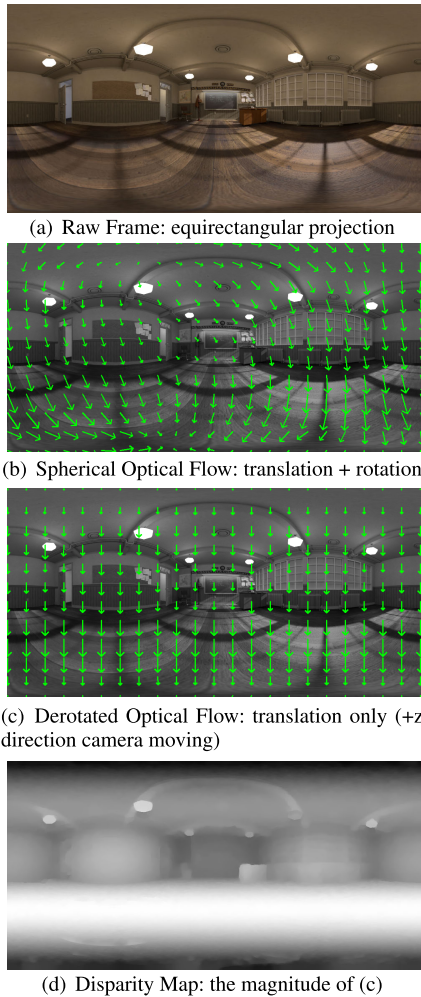 (a) Raw Frame: equirectangular projection
(b) Spherical Optical Flow: translation + rotation
(c) Derotated Optical Flow: translation only (+z
direction camera moving)
(d) Disparity Map: the magnitude of (c)